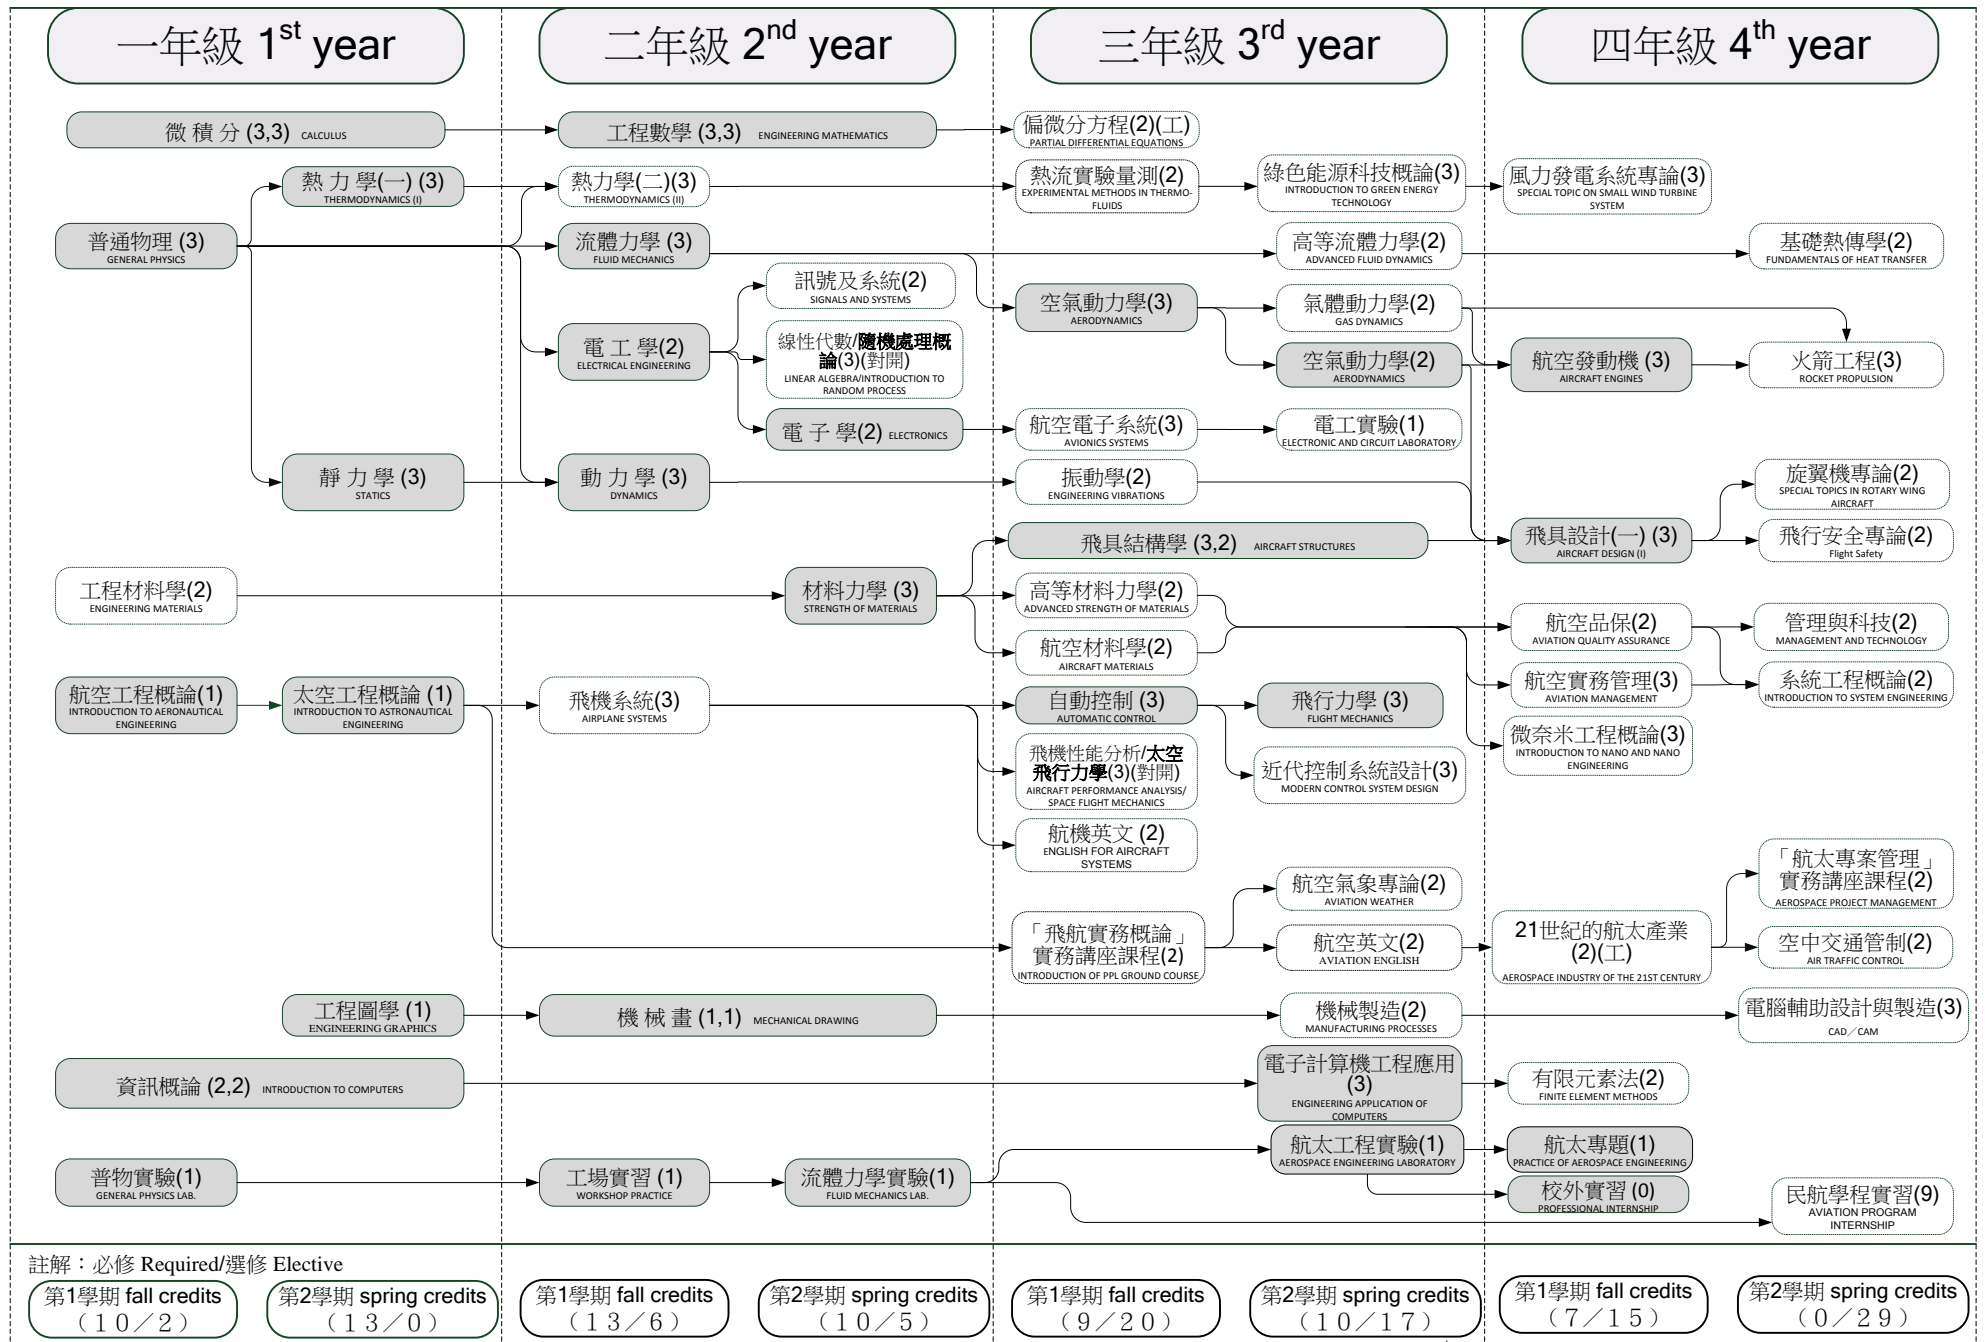 一年級 1st year
二年級 2nd year
三年級 3rd year
四年級 4th year
微 積 分 (3,3) CALCULUS
工程數學 (3,3) ENGINEERING MATHEMATICS
偏微分方程(2)(工)
PARTIAL DIFFERENTIAL EQUATIONS
熱 力 學(一) (3)
THERMODYNAMICS (I)
熱力學(二)(3)
THERMODYNAMICS (II)
熱流實驗量測(2)
EXPERIMENTAL METHODS IN THERMO-
FLUIDS
綠色能源科技概論(3)
INTRODUCTION TO GREEN ENERGY
TECHNOLOGY
風力發電系統專論(3)
SPECIAL TOPIC ON SMALL WIND TURBINE
SYSTEM
普通物理 (3)
GENERAL PHYSICS
流體力學 (3)
FLUID MECHANICS
高等流體力學(2)
ADVANCED FLUID DYNAMICS
基礎熱傳學(2)
FUNDAMENTALS OF HEAT TRANSFER
訊號及系統(2)
SIGNALS AND SYSTEMS
空氣動力學(3)
AERODYNAMICS
氣體動力學(2)
GAS DYNAMICS
電 工 學(2)
ELECTRICAL ENGINEERING
線性代數/隨機處理概
論(3)(對開)
LINEAR ALGEBRA/INTRODUCTION TO
RANDOM PROCESS
空氣動力學(2)
AERODYNAMICS
航空發動機 (3)
AIRCRAFT ENGINES
火箭工程(3)
ROCKET PROPULSION
電 子 學(2) ELECTRONICS
航空電子系統(3)
AVIONICS SYSTEMS
電工實驗(1)
ELECTRONIC AND CIRCUIT LABORATORY
靜 力 學 (3)
STATICS
動 力 學 (3)
DYNAMICS
振動學(2)
ENGINEERING VIBRATIONS
旋翼機專論(2)
SPECIAL TOPICS IN ROTARY WING
AIRCRAFT
飛具結構學 (3,2) AIRCRAFT STRUCTURES
飛具設計(一) (3)
AIRCRAFT DESIGN (I)
飛行安全專論(2)
Flight Safety
工程材料學(2)
ENGINEERING MATERIALS
材料力學 (3)
STRENGTH OF MATERIALS
高等材料力學(2)
ADVANCED STRENGTH OF MATERIALS
航空品保(2)
AVIATION QUALITY ASSURANCE
管理與科技(2)
MANAGEMENT AND TECHNOLOGY
航空材料學(2)
AIRCRAFT MATERIALS
航空工程概論(1)
INTRODUCTION TO AERONAUTICAL
ENGINEERING
太空工程概論 (1)
INTRODUCTION TO ASTRONAUTICAL
ENGINEERING
飛機系統(3)
AIRPLANE SYSTEMS
自動控制 (3)
AUTOMATIC CONTROL
飛行力學 (3)
FLIGHT MECHANICS
航空實務管理(3)
AVIATION MANAGEMENT
系統工程概論(2)
INTRODUCTION TO SYSTEM ENGINEERING
飛機性能分析/太空
飛行力學(3)(對開)
AIRCRAFT PERFORMANCE ANALYSIS/
SPACE FLIGHT MECHANICS
近代控制系統設計(3)
MODERN CONTROL SYSTEM DESIGN
微奈米工程概論(3)
INTRODUCTION TO NANO AND NANO
ENGINEERING
航機英文 (2)
ENGLISH FOR AIRCRAFT
SYSTEMS
航空氣象專論(2)
AVIATION WEATHER
「航太專案管理」
實務講座課程(2)
AEROSPACE PROJECT MANAGEMENT
「飛航實務概論」
實務講座課程(2)
INTRODUCTION OF PPL GROUND COURSE
航空英文(2)
AVIATION ENGLISH
21世紀的航太產業
(2)(工)
AEROSPACE INDUSTRY OF THE 21ST CENTURY
空中交通管制(2)
AIR TRAFFIC CONTROL
工程圖學 (1)
ENGINEERING GRAPHICS
機 械 畫 (1,1) MECHANICAL DRAWING
機械製造(2)
MANUFACTURING PROCESSES
電腦輔助設計與製造(3)
CAD／CAM
資訊概論 (2,2) INTRODUCTION TO COMPUTERS
電子計算機工程應用
(3)
ENGINEERING APPLICATION OF
COMPUTERS
有限元素法(2)
FINITE ELEMENT METHODS
普物實驗(1)
GENERAL PHYSICS LAB.
工場實習 (1)
WORKSHOP PRACTICE
流體力學實驗(1)
FLUID MECHANICS LAB.
航太工程實驗(1)
AEROSPACE ENGINEERING LABORATORY
航太專題(1)
PRACTICE OF AEROSPACE ENGINEERING
校外實習 (0)
PROFESSIONAL INTERNSHIP
民航學程實習(9)
AVIATION PROGRAM
INTERNSHIP
註解：必修 Required/選修 Elective
第1學期 fall credits
（１０／２）
第2學期 spring credits
（１３／０）
第1學期 fall credits
（１３／６）
第2學期 spring credits
（１０／５）
第1學期 fall credits
（９／２０）
第2學期 spring credits
（１０／１７）
第1學期 fall credits
（７／１５）
第2學期 spring credits
（０／２９）